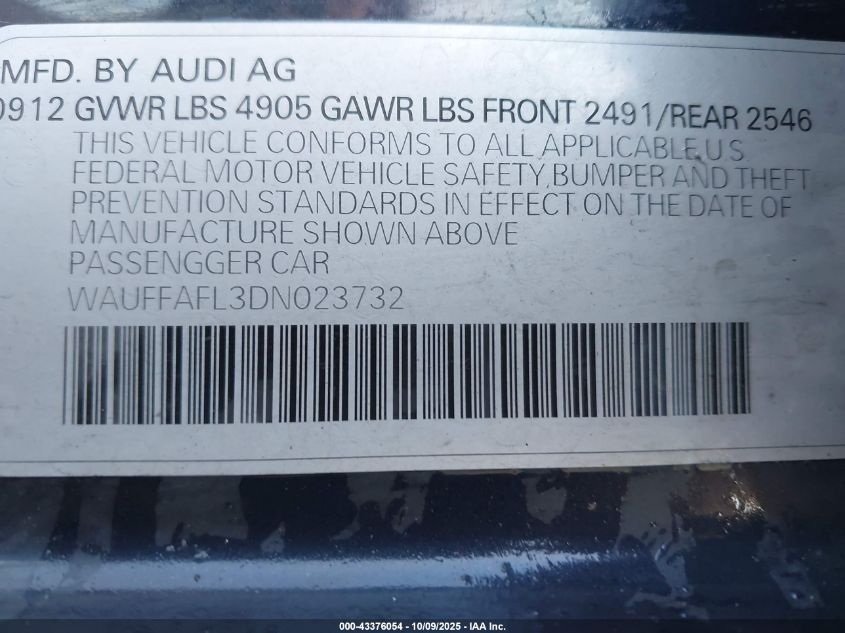 MFD. BY AUDI AG
0912 GVWR LBS 4905 GAWR LBS FRONT 2491/REAR 2546
THIS VEHICLE CONFORMS TO ALL APPLICABLE U S
FEDERAL MOTOR VEHICLE SAFETY, BUMPER AND THEFT
PREVENTION STANDARDS IN EFFECT ON THE DATE OF
MANUFACTURE SHOWN ABOVE
PASSENGGER CAR
WAUFFAFL3DN023732
000-43376054 - 10/09/2025 - IAA Inc.